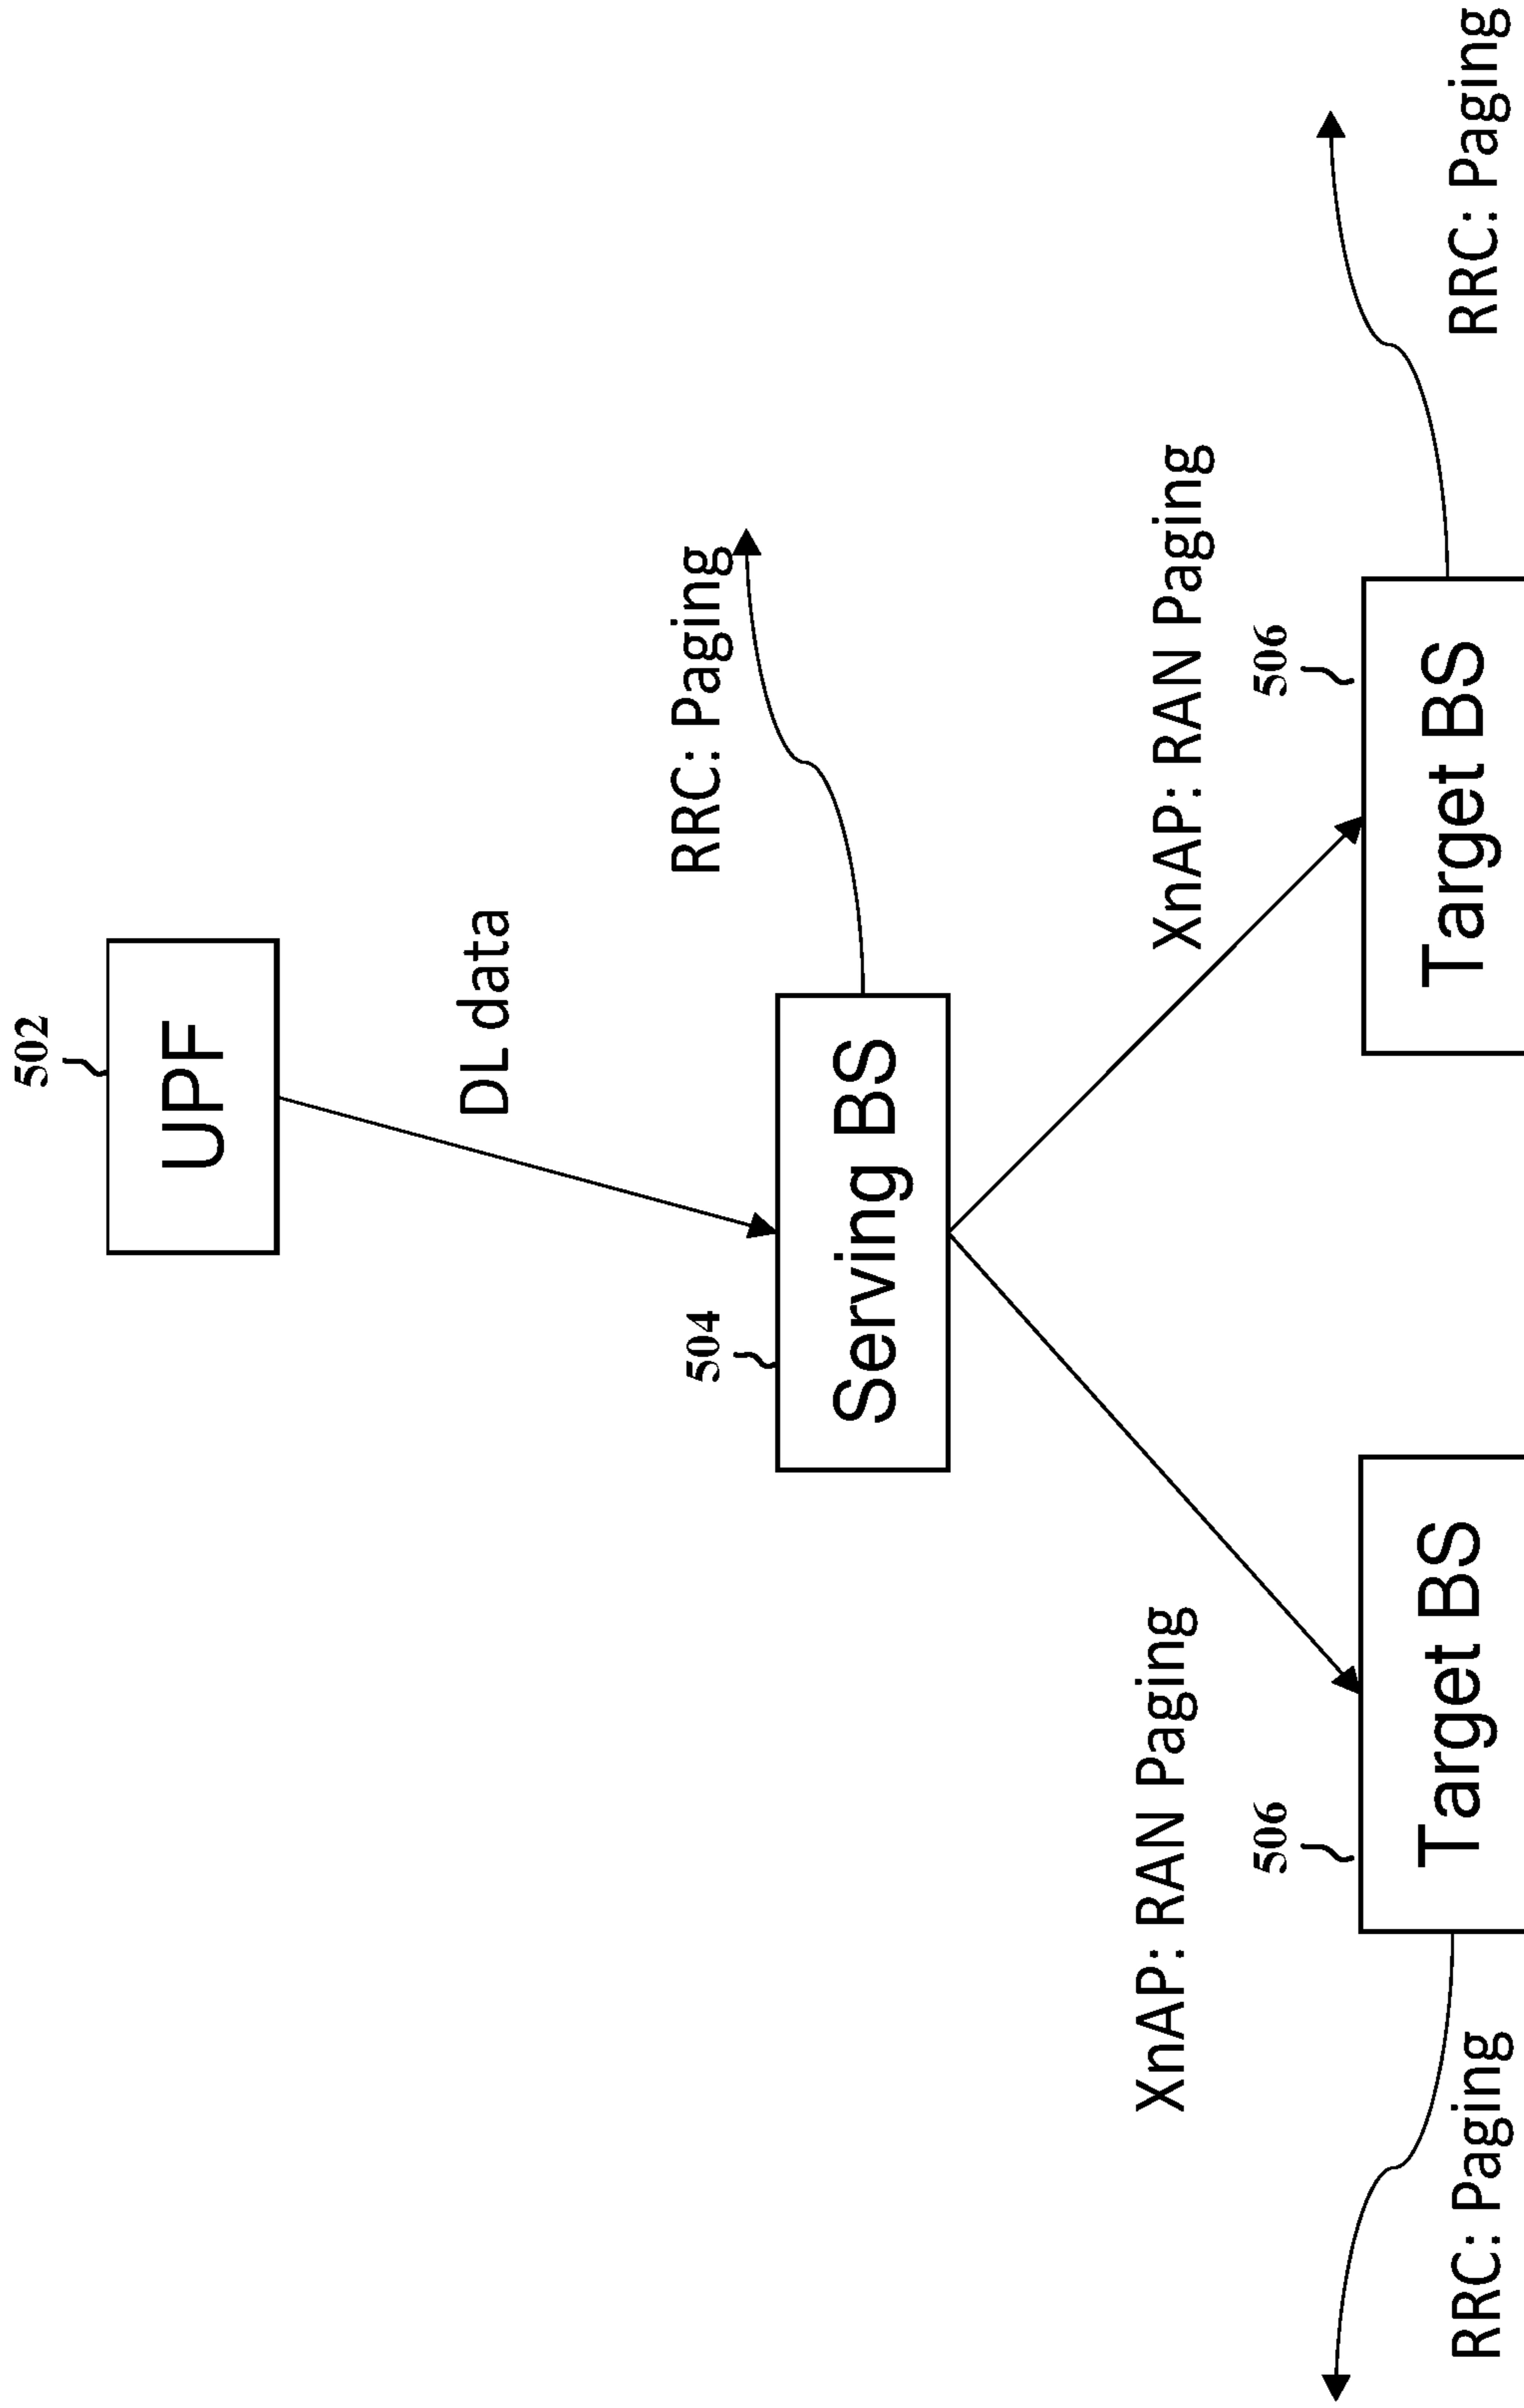 502
UPF
DL data
504
Serving BS
RRC: Paging
XnAP: RAN Paging
XnAP: RAN Paging
506
Target BS
506
Target BS
RRC: Paging
RRC: Paging